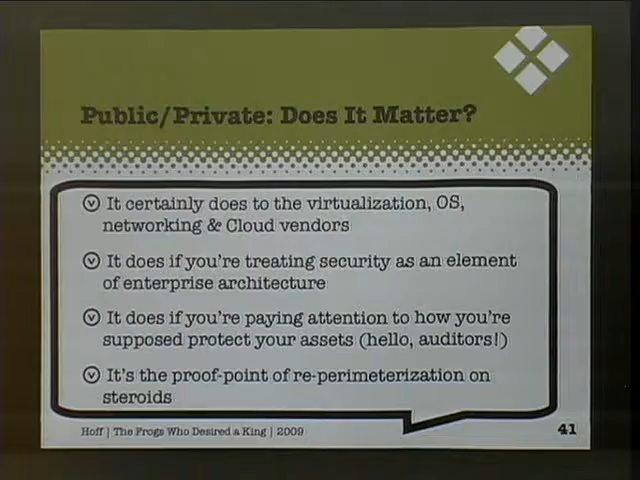 Public/Private: Does It Matter?
It certainly does to the virtualization, OS,
networking & Cloud vendors
It does if you're treating security as an element
of enterprise architecture
It does if you're paying attention to how you're
supposed protect your assets (hello, auditors!)
It's the proof-point of re-perimeterization on
steroids
Hoff | The Frogs Who Desired a King | 2009
41